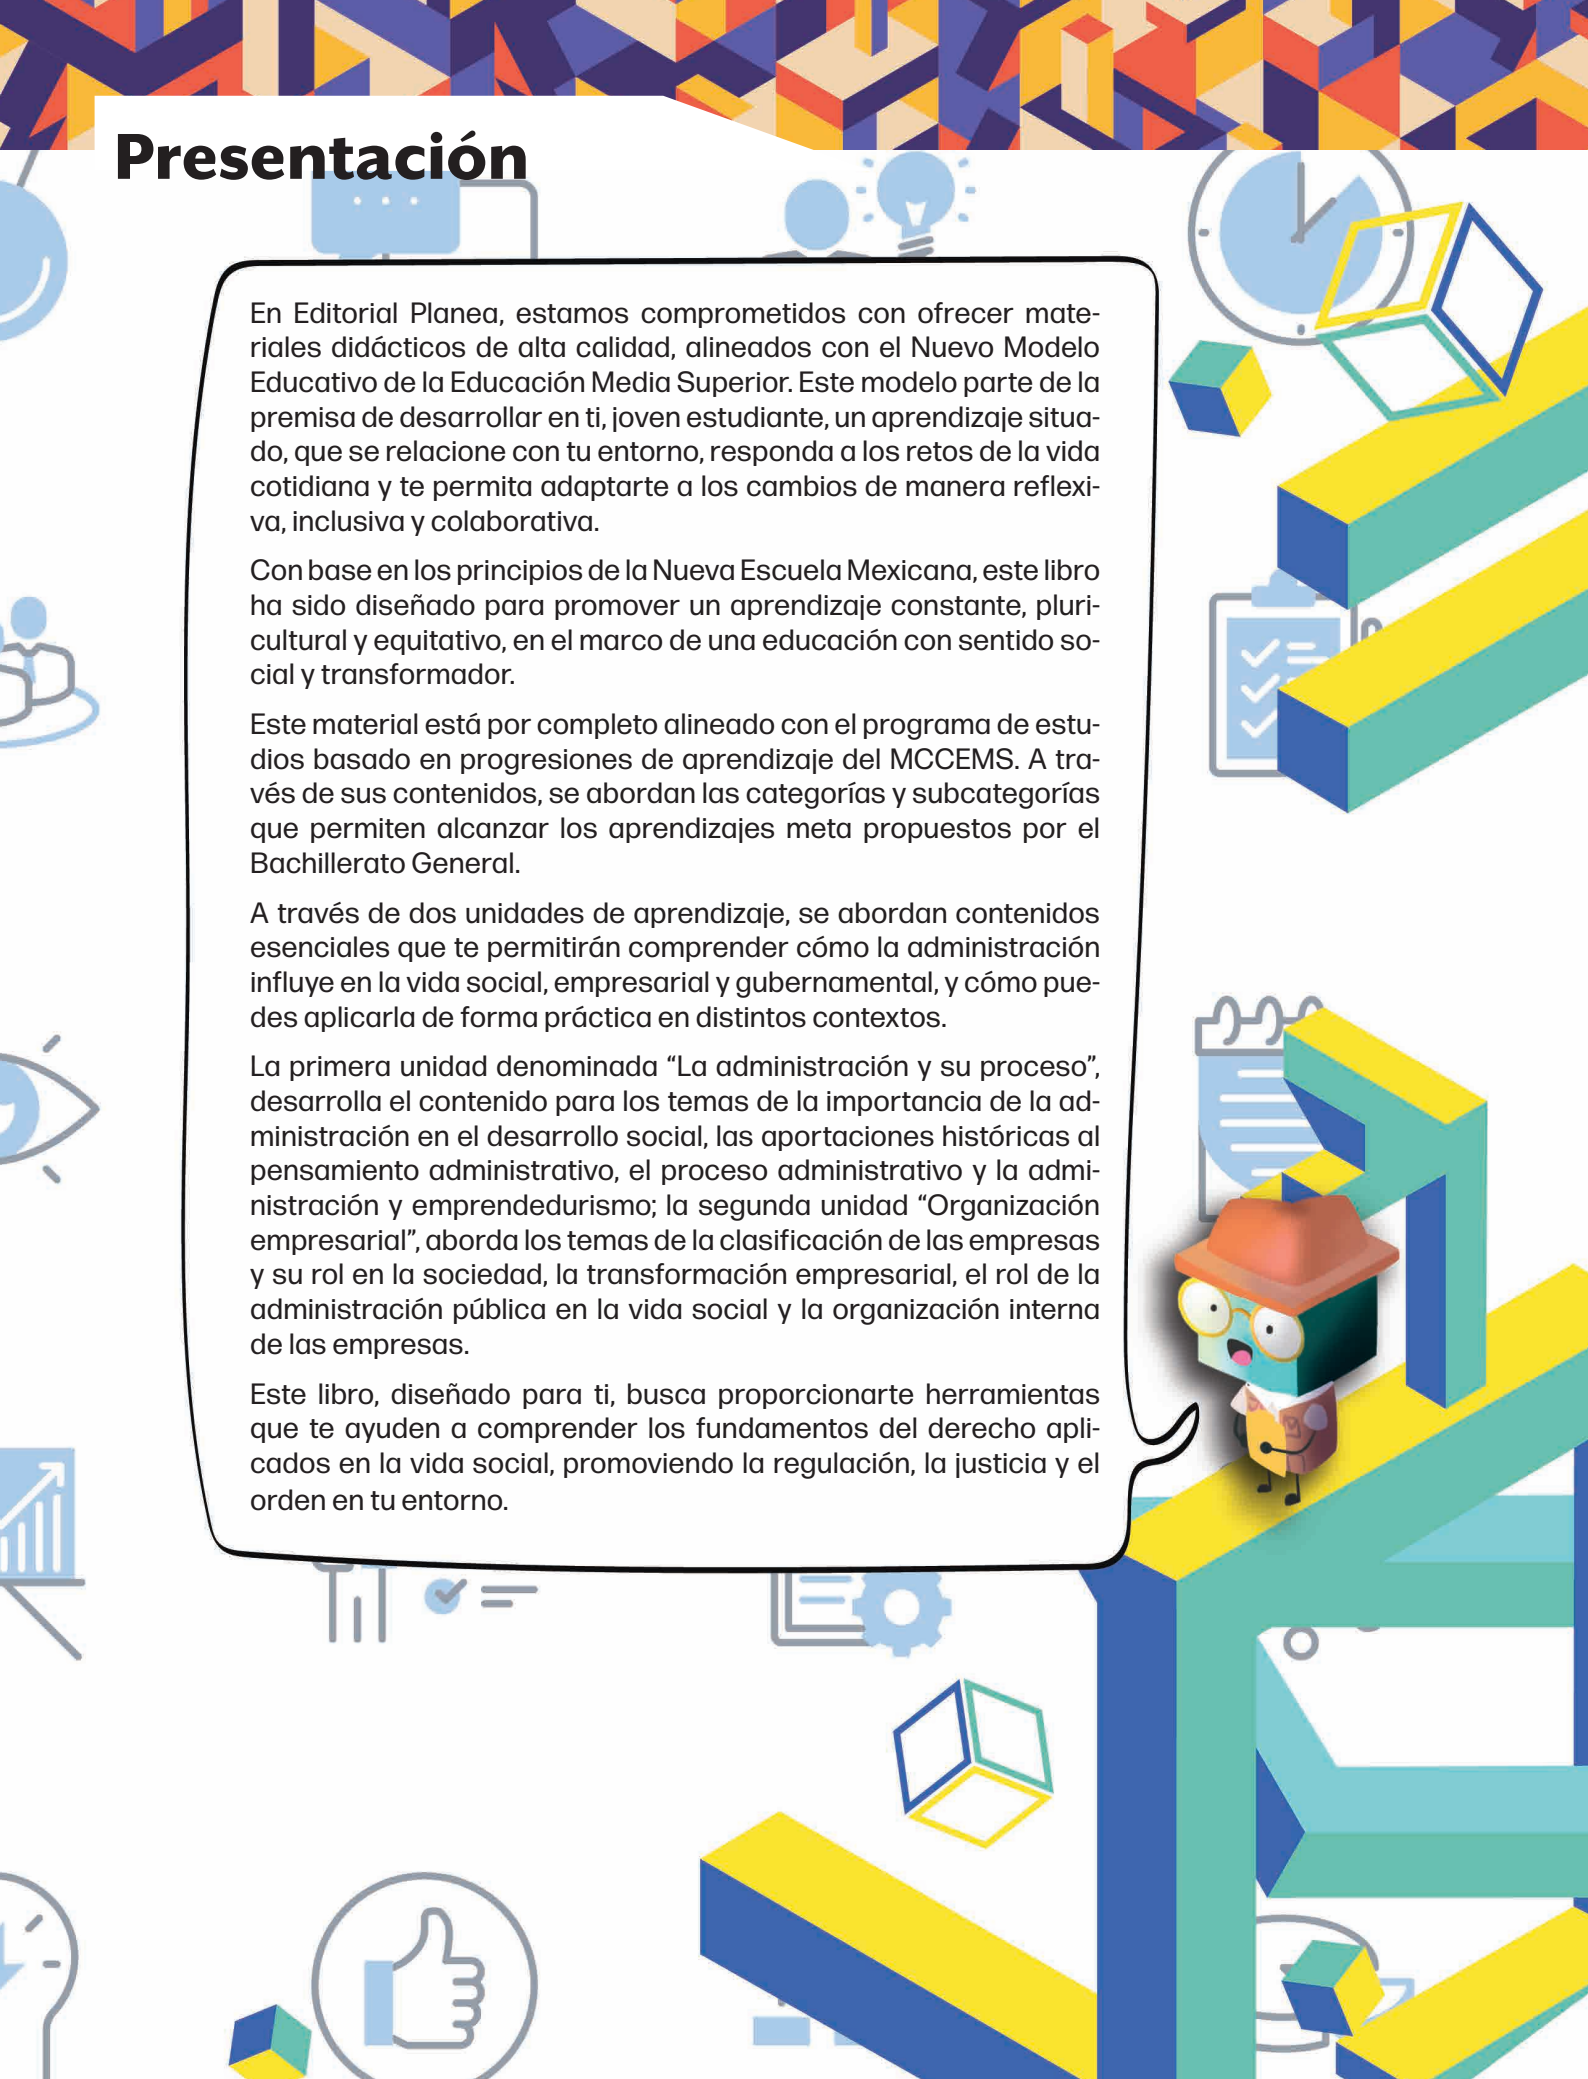 Presentación
En Editorial Planea, estamos comprometidos con ofrecer mate-
riales didácticos de alta calidad, alineados con el Nuevo Modelo
Educativo de la Educación Media Superior. Este modelo parte de la
premisa de desarrollar en ti, joven estudiante, un aprendizaje situa-
do, que se relacione con tu entorno, responda a los retos de la vida
cotidiana y te permita adaptarte a los cambios de manera reflexi-
va, inclusiva y colaborativa.
Con base en los principios de la Nueva Escuela Mexicana, este libro
ha sido diseñado para promover un aprendizaje constante, pluri-
cultural y equitativo, en el marco de una educación con sentido so-
cial y transformador.
Este material está por completo alineado con el programa de estu-
dios basado en progresiones de aprendizaje del MCCEMS. A tra-
vés de sus contenidos, se abordan las categorías y subcategorías
que permiten alcanzar los aprendizajes meta propuestos por el
Bachillerato General.
A través de dos unidades de aprendizaje, se abordan contenidos
esenciales que te permitirán comprender cómo la administración
influye en la vida social, empresarial y gubernamental, y cómo pue-
des aplicarla de forma práctica en distintos contextos.
La primera unidad denominada “La administración y su proceso”,
desarrolla el contenido para los temas de la importancia de la ad-
ministración en el desarrollo social, las aportaciones históricas al
pensamiento administrativo, el proceso administrativo y la admi-
nistración y emprendedurismo; la segunda unidad “Organización
empresarial”, aborda los temas de la clasificación de las empresas
y su rol en la sociedad, la transformación empresarial, el rol de la
administración pública en la vida social y la organización interna
de las empresas.
Este libro, diseñado para ti, busca proporcionarte herramientas
que te ayuden a comprender los fundamentos del derecho apli-
cados en la vida social, promoviendo la regulación, la justicia y el
orden en tu entorno.